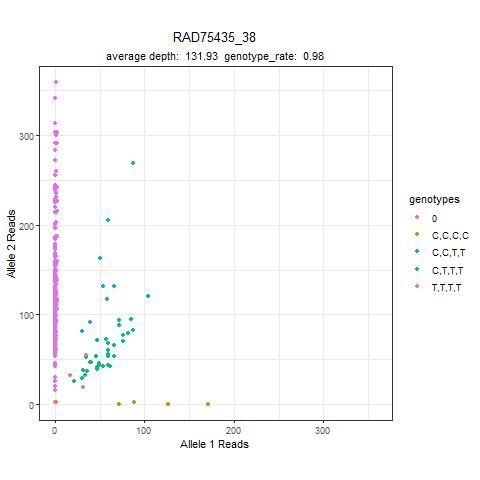 RAD75435_38
average depth: 131.93 genotype_rate: 0.98
300
200
100
0
Allele 2 Reads
0 100 200 300
Allele 1 Reads
genotypes
0
C,C,C,C
C,C,T,T
C,T,T,T
T,T,T,T